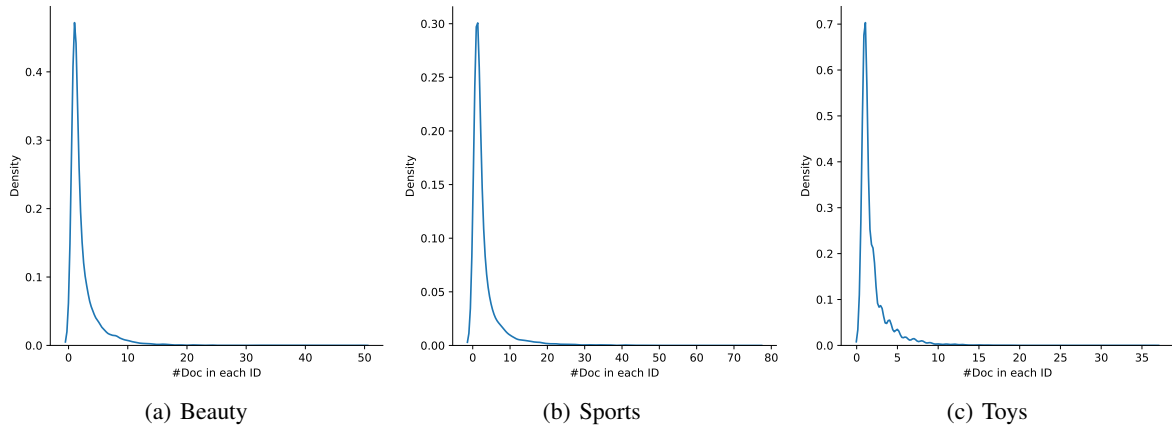 0.4
0.3
0.2
0.1
0.0
Density
0 10 20 30 40 50
#Doc in each ID
(a) Beauty
0.30
0.25
0.20
0.15
0.10
0.05
0.00
Density
0 10 20 30 40 50 60 70 80
#Doc in each ID
(b) Sports
0.7
0.6
0.5
0.4
0.3
0.2
0.1
0.0
Density
0 5 10 15 20 25 30 35
#Doc in each ID
(c) Toys